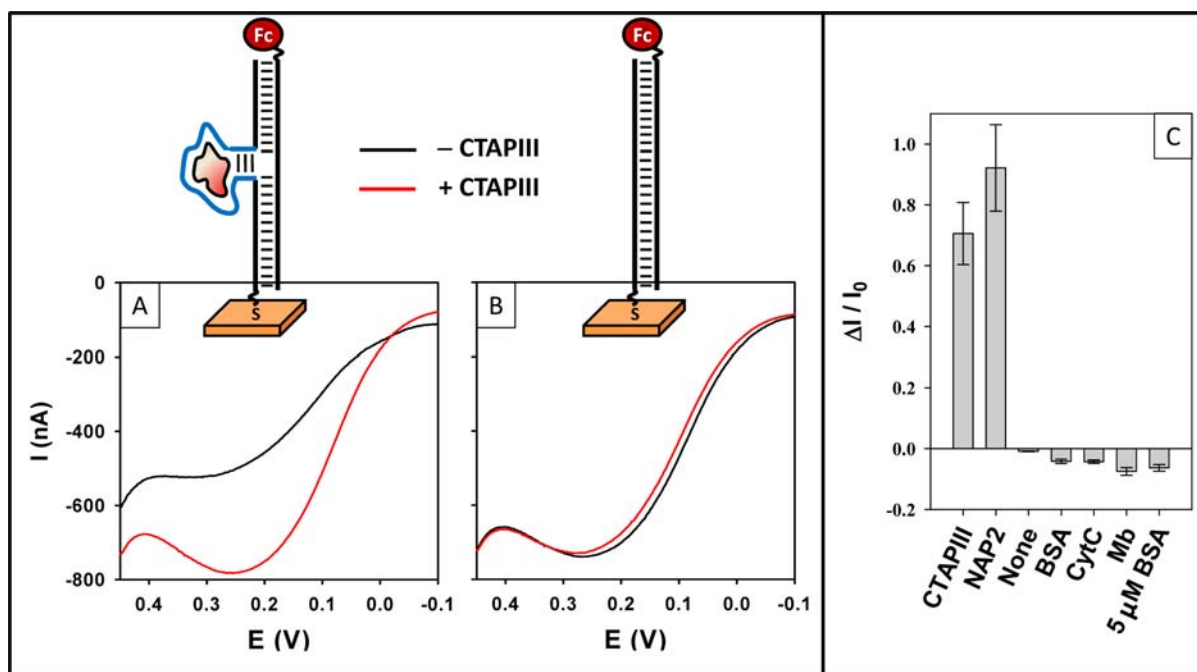 Fc
Fc
– CTAPIII
+ CTAPIII
S
S
A
0
-200
-400
-600
-800
I (nA)
0.4 0.3 0.2 0.1 0.0 -0.1
E (V)
B
0.4 0.3 0.2 0.1 0.0 -0.1
E (V)
C
1.0
0.8
0.6
0.4
0.2
0.0
-0.2
ΔI / I0
CTAPIII
NAP2
None
BSA
CytC
Mb
5 μM BSA